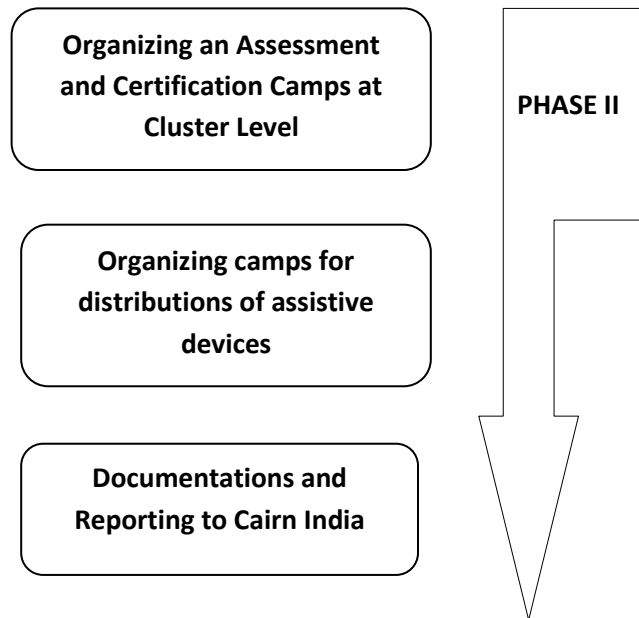 Organizing an Assessment
and Certification Camps at
Cluster Level
PHASE II
Organizing camps for
distributions of assistive
devices
Documentations and
Reporting to Cairn India